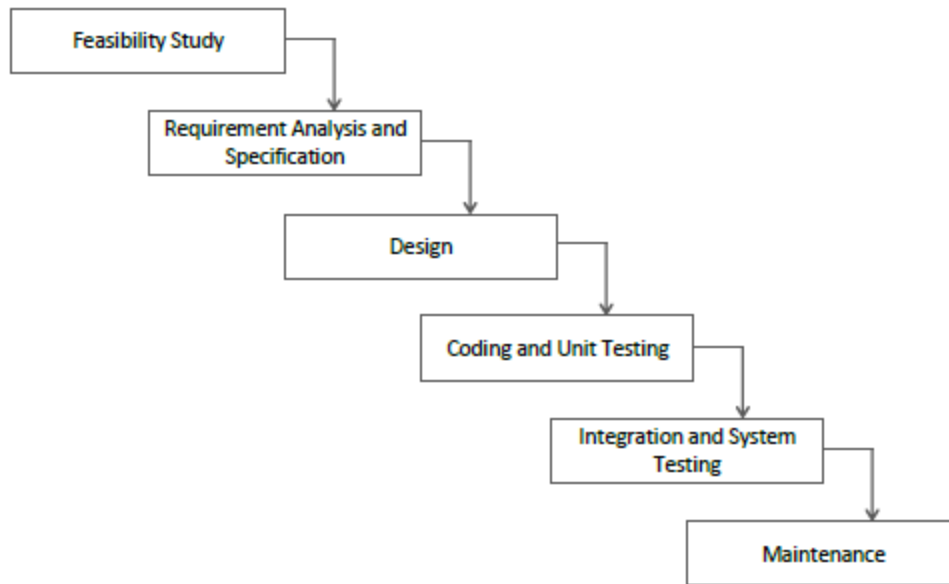 Feasibility Study
Requirement Analysis and
Specification
Design
Coding and Unit Testing
Integration and System
Testing
Maintenance